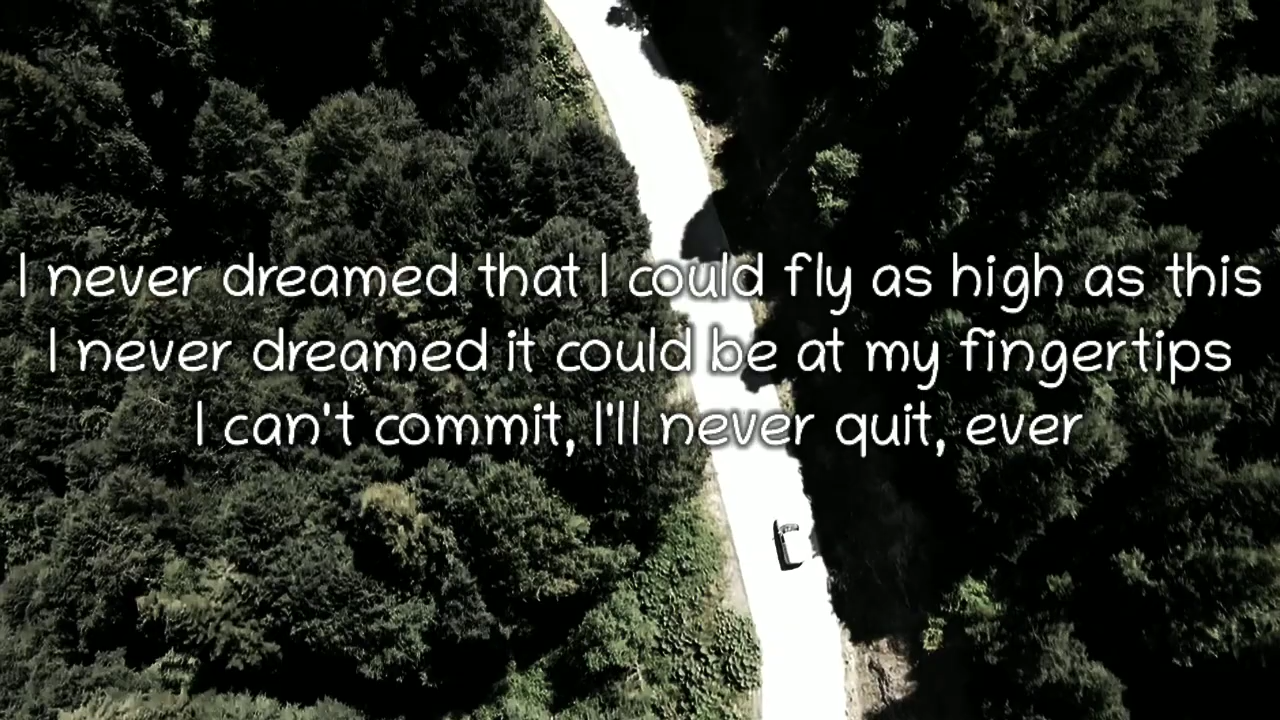 I never dreamed that I could fly as high as this
I never dreamed it could be at my fingertips
I can't commit, I'll never quit, ever